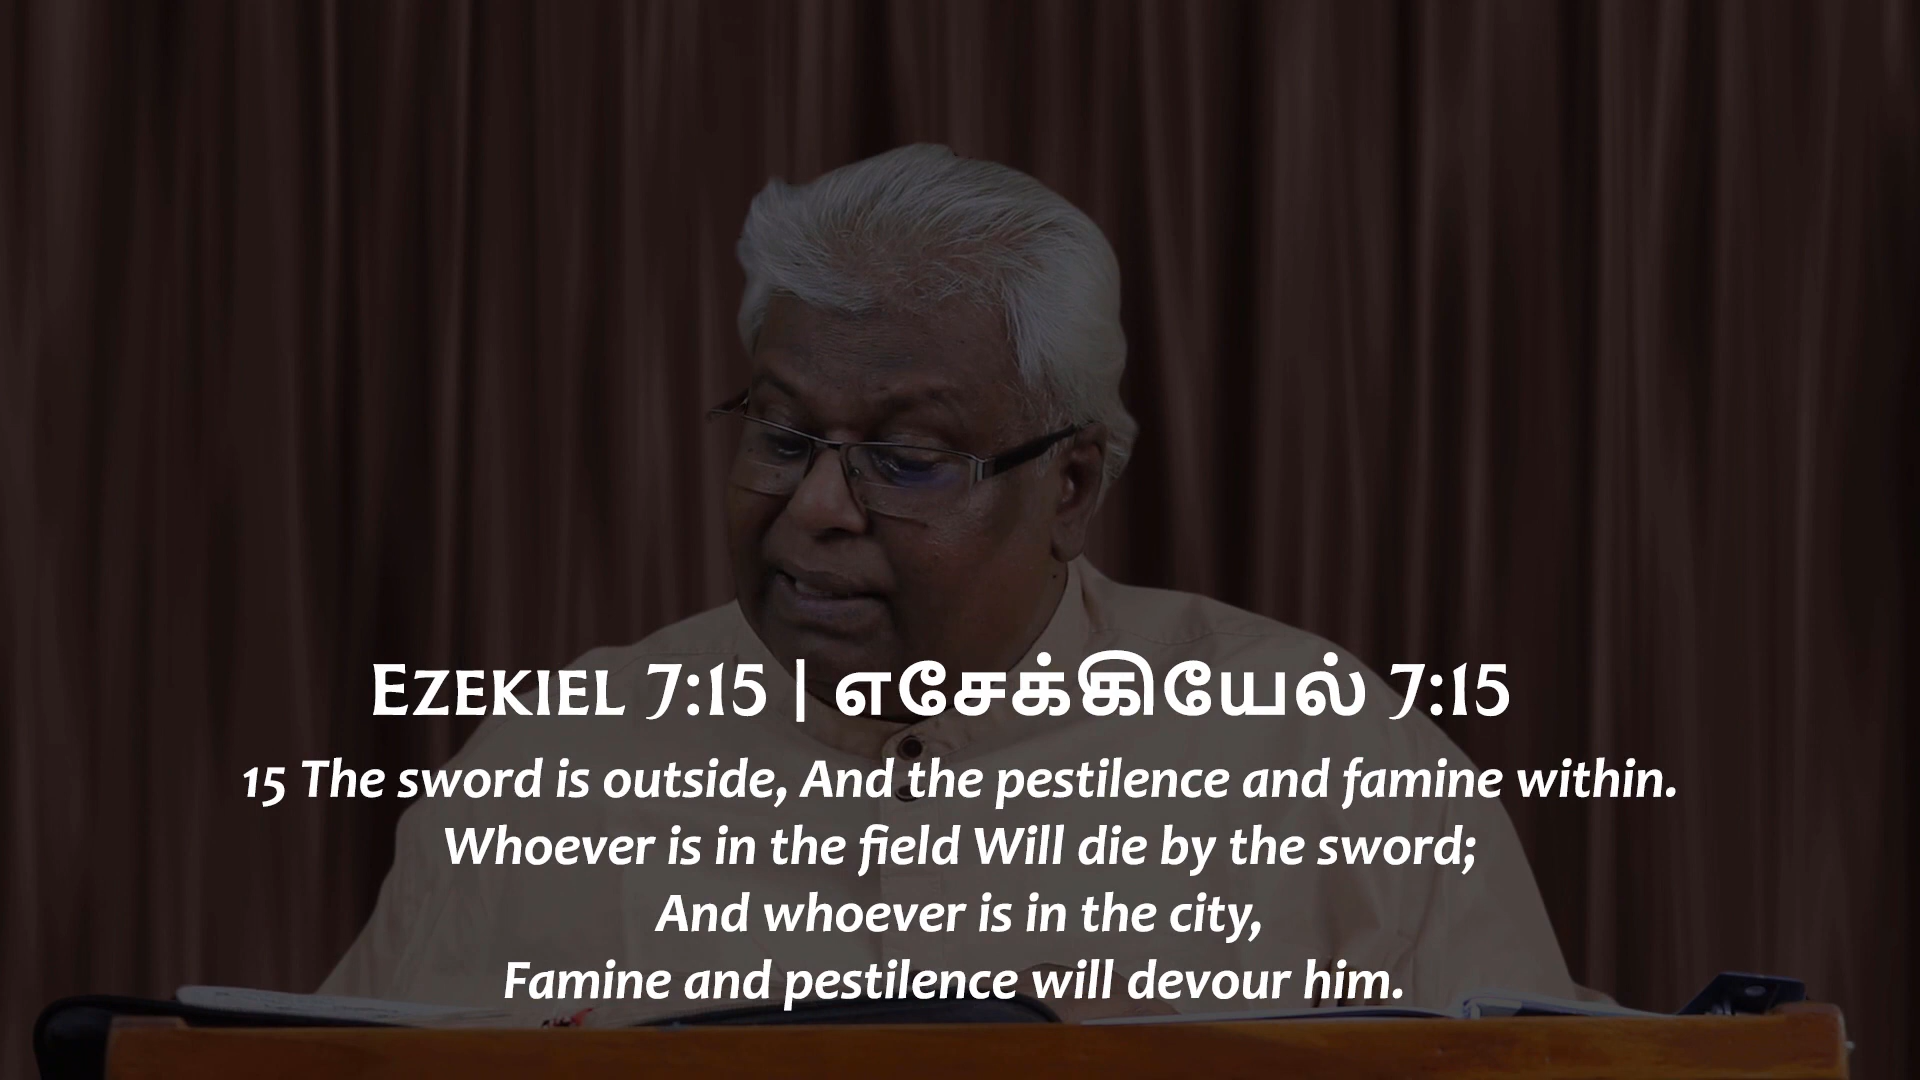 EZEKIEL 7:15 | எசேக்கியேல் 7:15
15 The sword is outside, And the pestilence and famine within.
Whoever is in the field Will die by the sword;
And whoever is in the city,
Famine and pestilence will devour him.